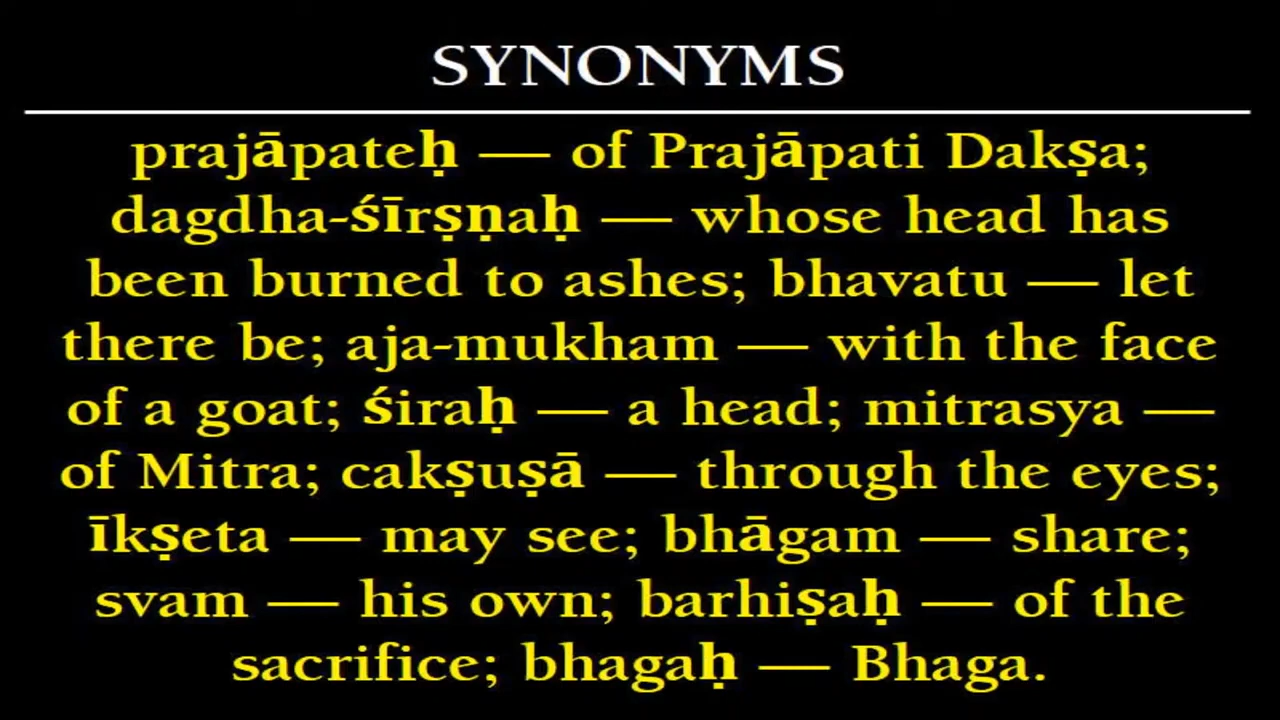 SYNONYMS
prajāpateḥ — of Prajāpati Dakṣa;
dagdha-śīrṣṇaḥ — whose head has
been burned to ashes; bhavatu — let
there be; aja-mukham — with the face
of a goat; śiraḥ — a head; mitrasya —
of Mitra; cakṣuṣā — through the eyes;
īkṣeta — may see; bhāgam — share;
svam — his own; barhiṣaḥ — of the
sacrifice; bhagaḥ — Bhaga.